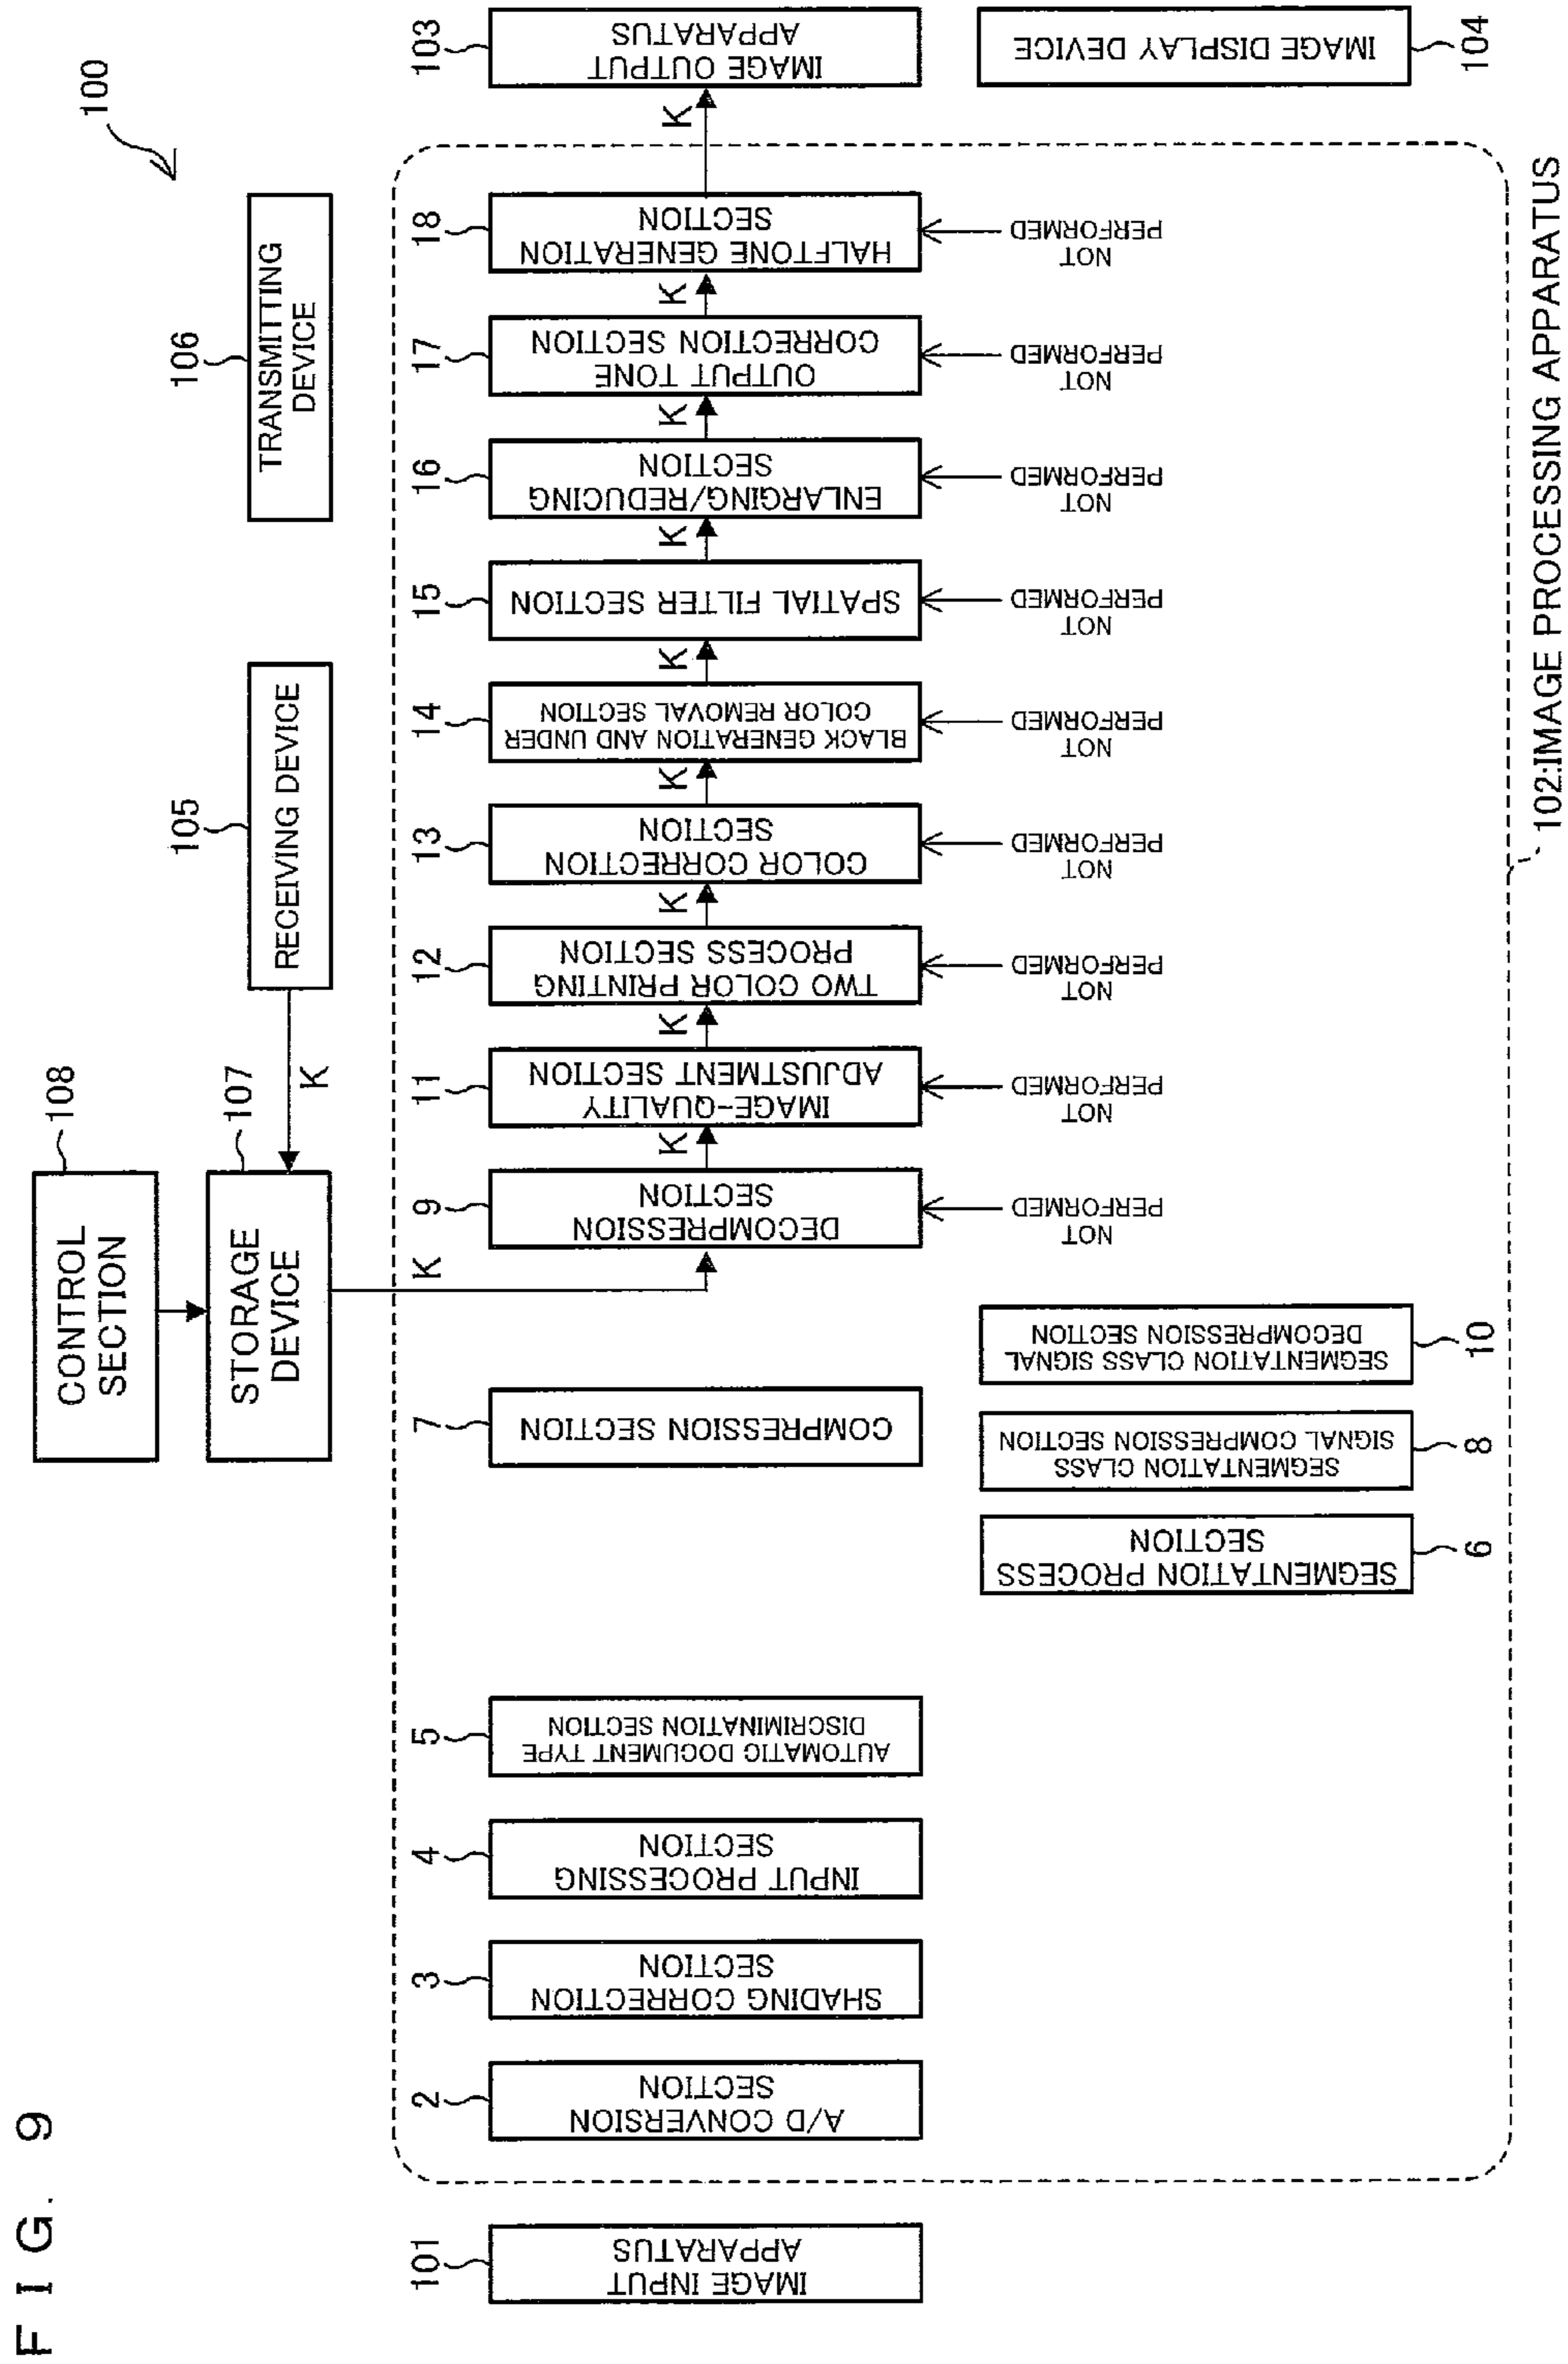 FIG. 9
100
108
CONTROL
SECTION
107
STORAGE
DEVICE
K
105
RECEIVING DEVICE
106
TRANSMITTING
DEVICE
101
IMAGE INPUT
APPARATUS
2
A/D CONVERSION
SECTION
3
SHADING CORRECTION
SECTION
4
INPUT PROCESSING
SECTION
5
AUTOMATIC DOCUMENT TYPE
DISCRIMINATION SECTION
7
COMPRESSION SECTION
K
9
DECOMPRESSION
SECTION
K
11
IMAGE-QUALITY
ADJUSTMENT SECTION
K
12
TWO COLOR PRINTING
PROCESS SECTION
K
13
COLOR CORRECTION
SECTION
K
14
BLACK GENERATION AND UNDER
COLOR REMOVAL SECTION
K
15
SPATIAL FILTER SECTION
K
16
ENLARGING/REDUCING
SECTION
K
17
OUTPUT TONE
CORRECTION SECTION
K
18
HALFTONE GENERATION
SECTION
K
103
IMAGE OUTPUT
APPARATUS
NOT
PERFORMED
NOT
PERFORMED
NOT
PERFORMED
NOT
PERFORMED
NOT
PERFORMED
NOT
PERFORMED
NOT
PERFORMED
NOT
PERFORMED
NOT
PERFORMED
SEGMENTATION PROCESS
SECTION
6
SEGMENTATION CLASS
SIGNAL COMPRESSION SECTION
8
SEGMENTATION CLASS SIGNAL
DECOMPRESSION SECTION
10
IMAGE DISPLAY DEVICE
104
102:IMAGE PROCESSING APPARATUS